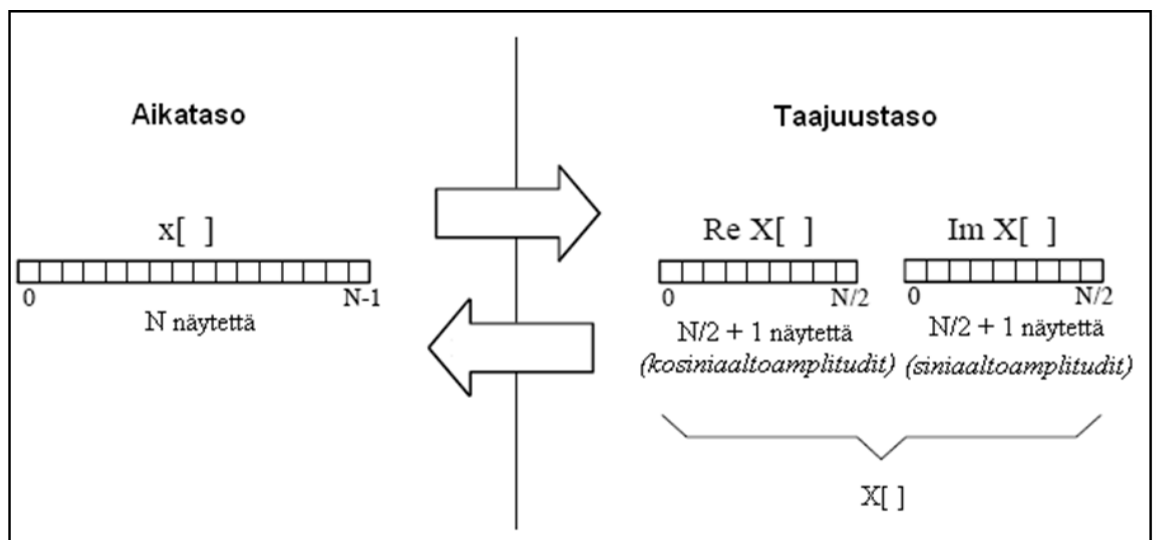 Aikataso
Taajuustaso
x[ ]
0
N-1
N näytettä
Re X[ ]
0
N/2
N/2 + 1 näytettä
(kosiniaaltoamplitudit)
Im X[ ]
0
N/2
N/2 + 1 näytettä
(siniaaltoamplitudit)
X[ ]